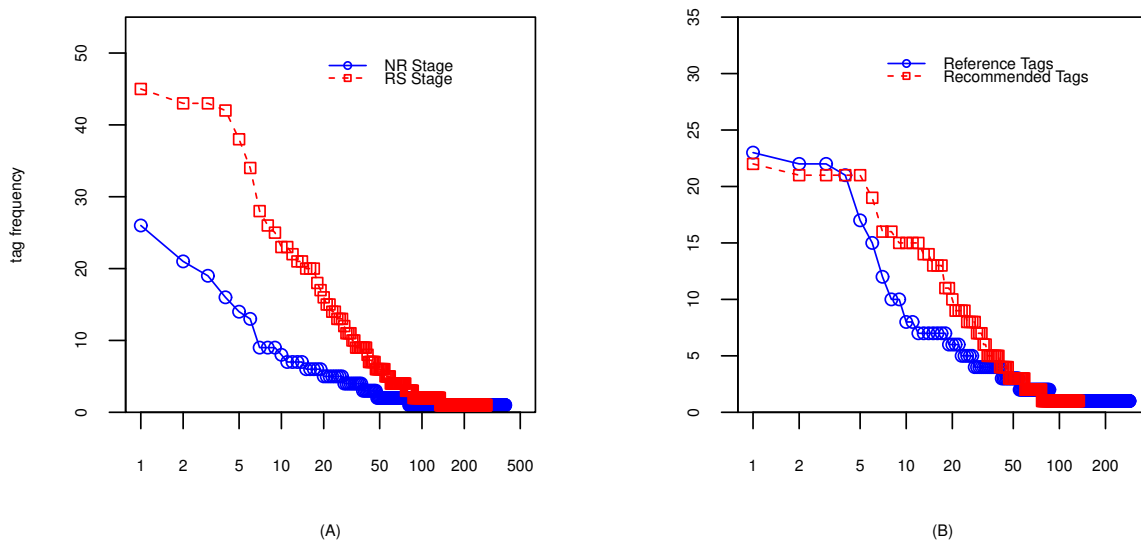 tag frequency
0
10
20
30
40
50
NR Stage
RS Stage
1 2 5 10 20 50 100 200 500
(A)
0
5
10
15
20
25
30
35
Reference Tags
Recommended Tags
1 2 5 10 20 50 100 200
(B)